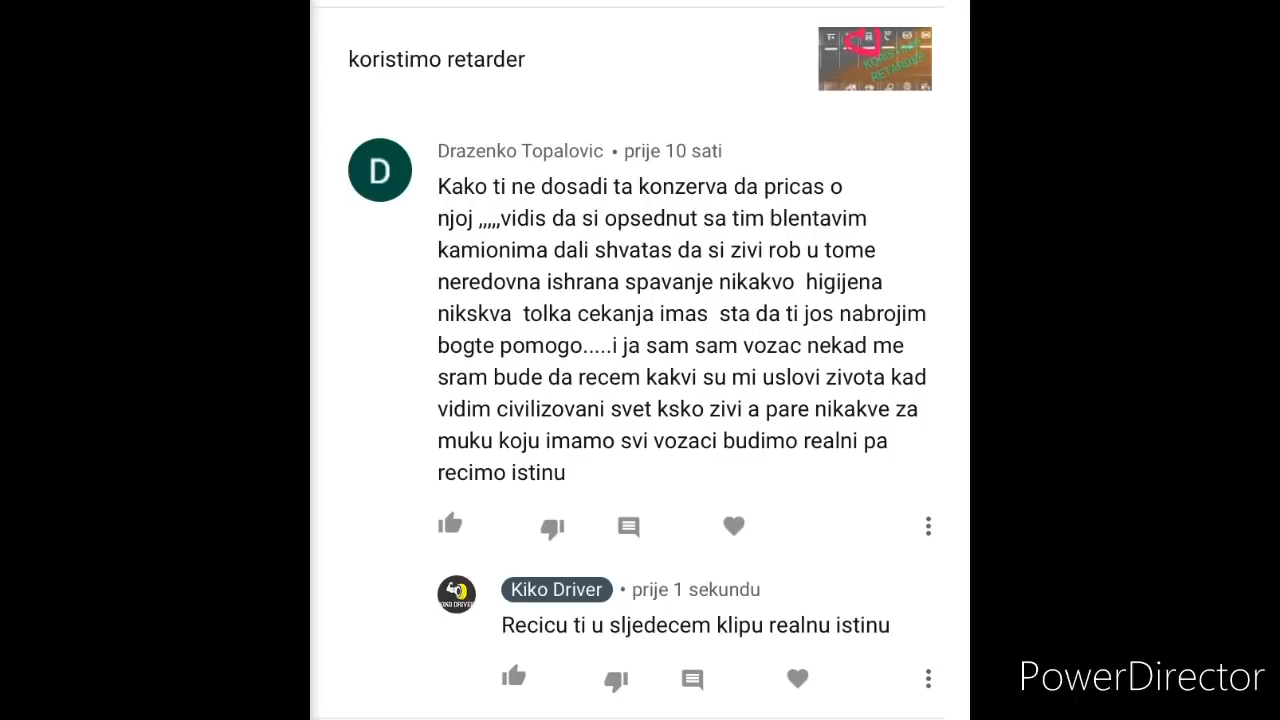 koristimo retarder
KORISTIMO
RETARDER
D
Drazenko Topalovic • prije 10 sati
Kako ti ne dosadi ta konzerva da pricas o
njoj ,,,,,vidis da si opsednut sa tim blentavim
kamionima dali shvatas da si zivi rob u tome
neredovna ishrana spavanje nikakvo  higijena
nikskva  tolka cekanja imas  sta da ti jos nabrojim
bogte pomogo.....i ja sam sam vozac nekad me
sram bude da recem kakvi su mi uslovi zivota kad
vidim civilizovani svet ksko zivi a pare nikakve za
muku koju imamo svi vozaci budimo realni pa
recimo istinu
KIKO DRIVER
Kiko Driver • prije 1 sekundu
Recicu ti u sljedecem klipu realnu istinu
PowerDirector